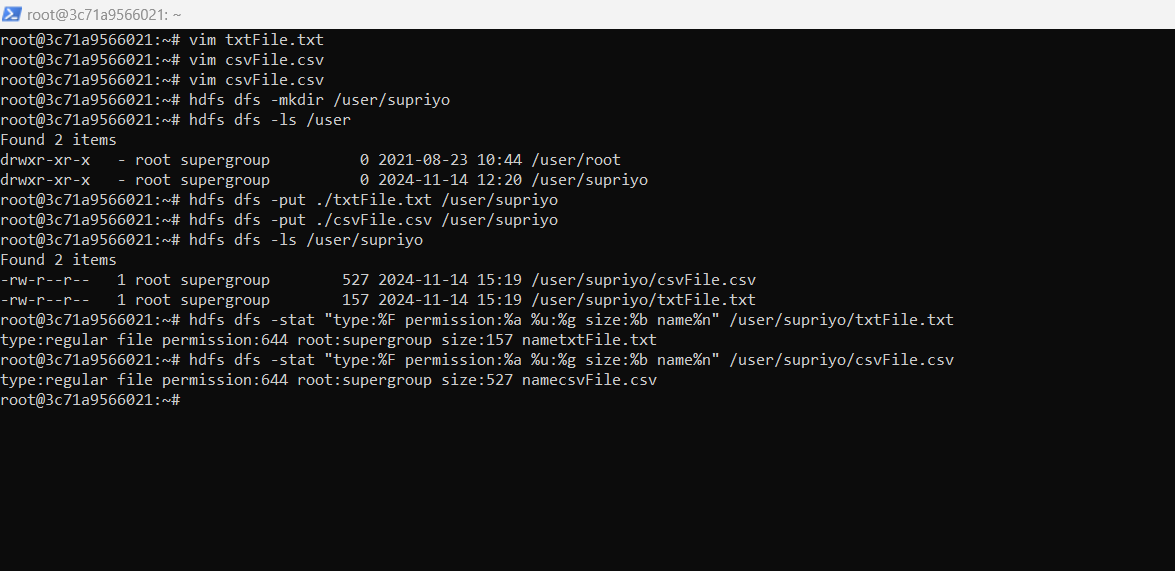 root@3c71a9566021: ~
root@3c71a9566021:~# vim txtFile.txt
root@3c71a9566021:~# vim csvFile.csv
root@3c71a9566021:~# vim csvFile.csv
root@3c71a9566021:~# hdfs dfs -mkdir /user/supriyo
root@3c71a9566021:~# hdfs dfs -ls /user
Found 2 items
drwxr-xr-x   - root supergroup          0 2021-08-23 10:44 /user/root
drwxr-xr-x   - root supergroup          0 2024-11-14 12:20 /user/supriyo
root@3c71a9566021:~# hdfs dfs -put ./txtFile.txt /user/supriyo
root@3c71a9566021:~# hdfs dfs -put ./csvFile.csv /user/supriyo
root@3c71a9566021:~# hdfs dfs -ls /user/supriyo
Found 2 items
-rw-r--r--   1 root supergroup        527 2024-11-14 15:19 /user/supriyo/csvFile.csv
-rw-r--r--   1 root supergroup        157 2024-11-14 15:19 /user/supriyo/txtFile.txt
root@3c71a9566021:~# hdfs dfs -stat "type:%F permission:%a %u:%g size:%b name%n" /user/supriyo/txtFile.txt
type:regular file permission:644 root:supergroup size:157 nametxtFile.txt
root@3c71a9566021:~# hdfs dfs -stat "type:%F permission:%a %u:%g size:%b name%n" /user/supriyo/csvFile.csv
type:regular file permission:644 root:supergroup size:527 namecsvFile.csv
root@3c71a9566021:~#